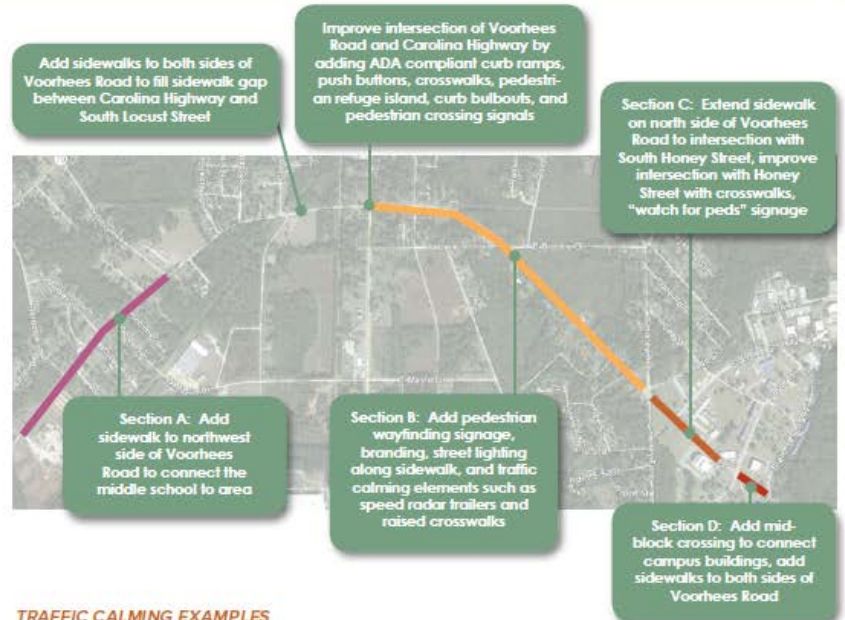 Add sidewalks to both sides of
Voorhees Road to fill sidewalk gap
between Carolina Highway and
South Locust Street
Improve intersection of Voorhees
Road and Carolina Highway by
adding ADA compliant curb ramps,
push buttons, crosswalks, pedestri-
an refuge island, curb bulbouts, and
pedestrian crossing signals
Section C: Extend sidewalk
on north side of Voorhees
Road to intersection with
South Honey Street, improve
intersection with Honey
Street with crosswalks,
"watch for peds" signage
Section A: Add
sidewalk to northwest
side of Voorhees
Road to connect the
middle school to area
Section B: Add pedestrian
wayfinding signage,
branding, street lighting
along sidewalk, and traffic
calming elements such as
speed radar trailers and
raised crosswalks
Section D: Add mid-
block crossing to connect
campus buildings, add
sidewalks to both sides of
Voorhees Road
TRAFFIC CALMING EXAMPLES